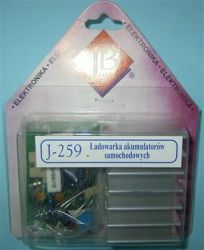 ELEKTRONIKA
ELEKTRONIKA
JB
J-259 . Ładowarka akumulatorów
samochodowych